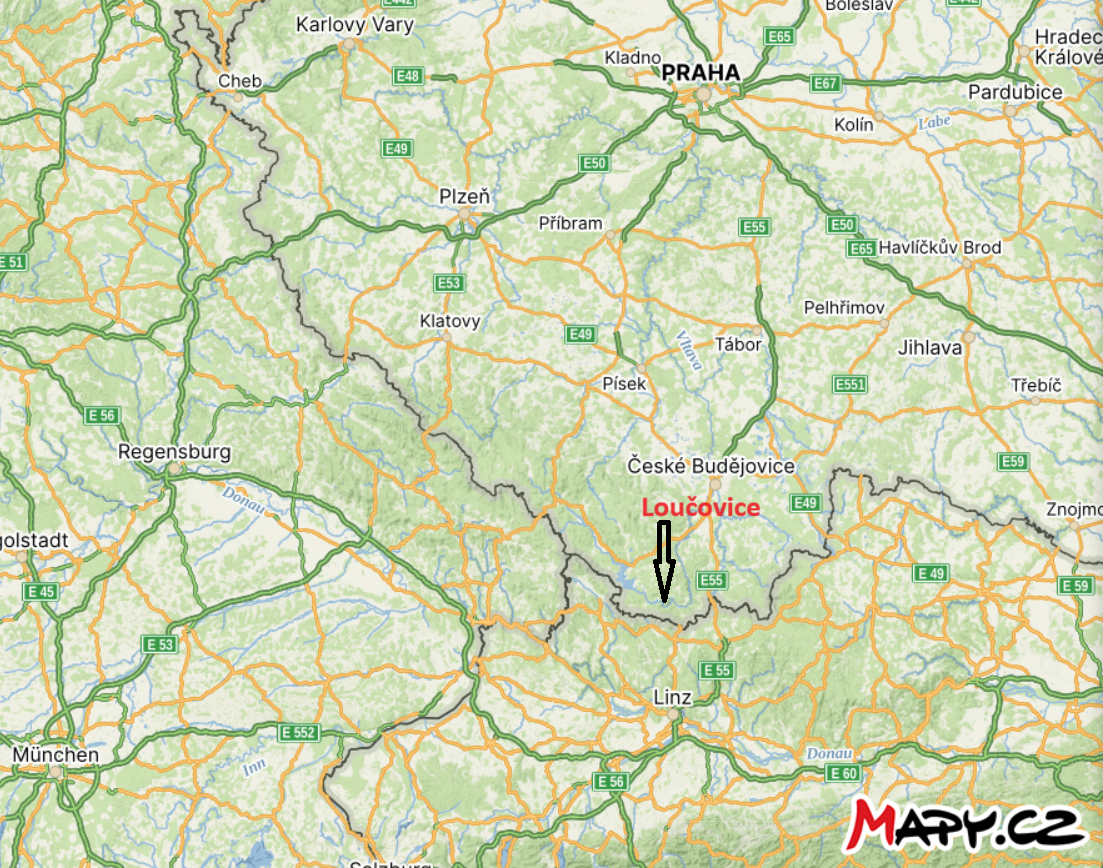 E442
Boleslav
E442
Karlovy Vary
E65
Hradec
Králové
Kladno
PRAHA
Cheb
E48
E67
Pardubice
Kolín
Labe
E49
E50
Plzeň
Příbram
E55
E50
E65
Havlíčkův Brod
E 51
E53
Pelhřimov
Klatovy
E49
Vltava
Tábor
Jihlava
Písek
E551
Třebíč
E 56
Regensburg
České Budějovice
E59
Donau
Loučovice
E49
Znojmo
golstadt
E55
E 49
E 59
E 45
E 53
E 55
Linz
E 552
München
Inn
Donau
E 56
E 60
MAPY.CZ
Salzburg